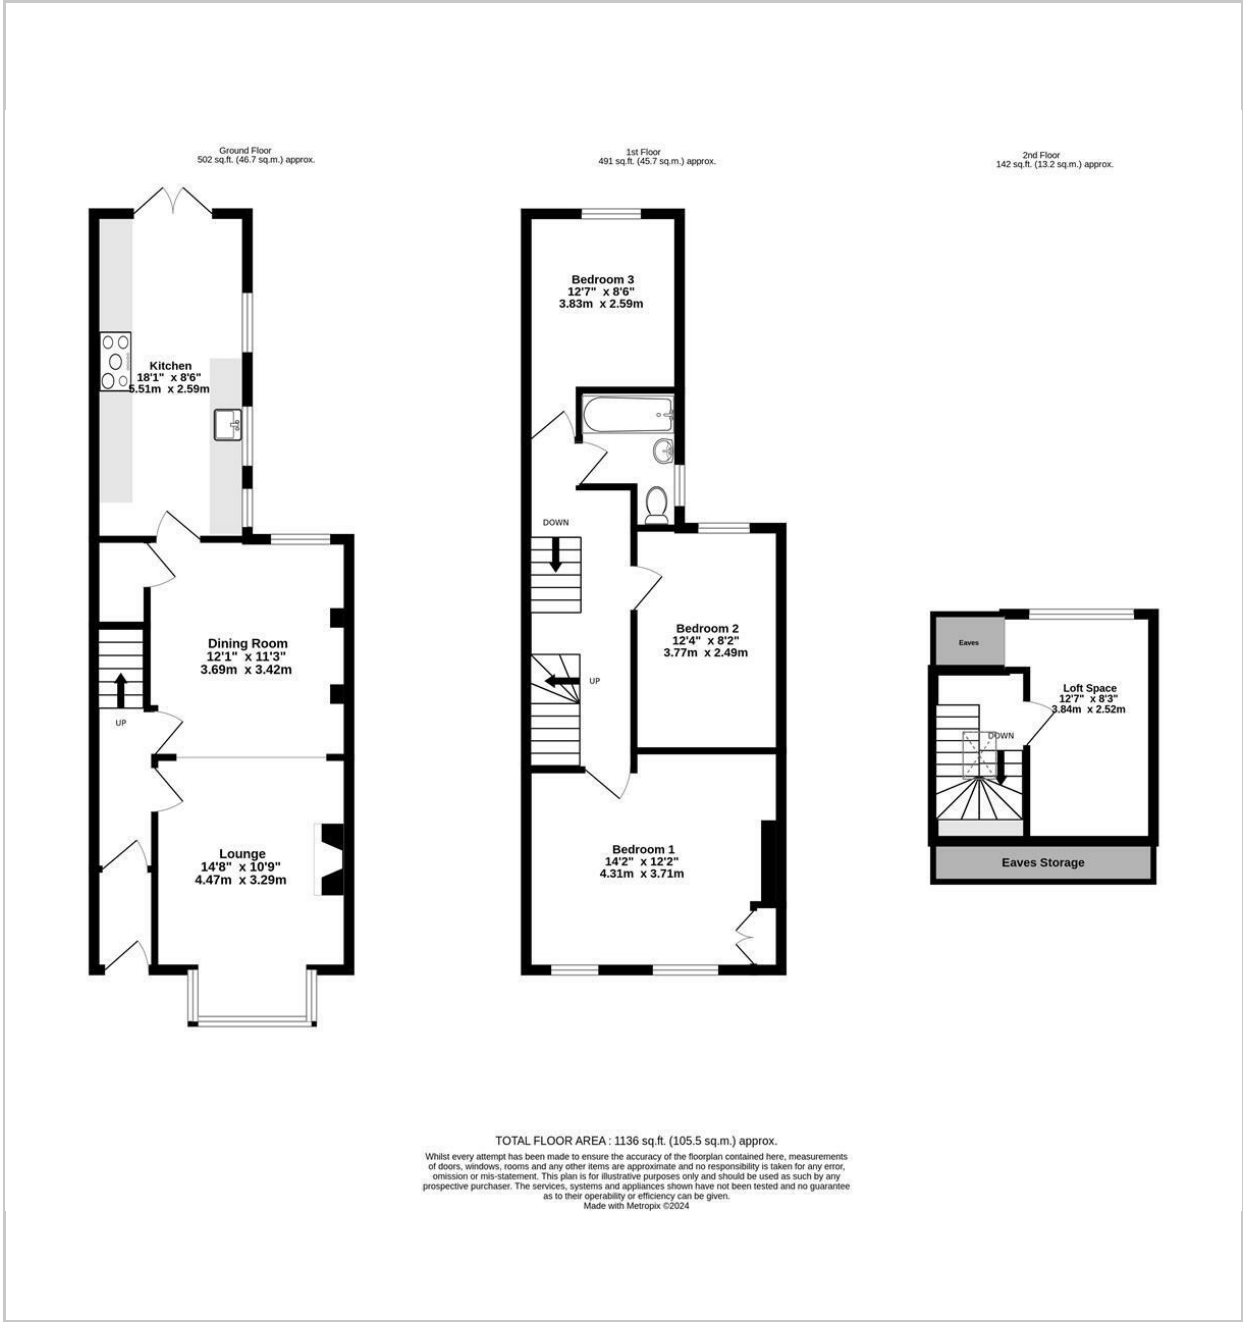 Ground Floor
502 sq.ft. (46.7 sq.m.) approx.
Kitchen
18'1" x 8'6"
5.51m x 2.59m
Dining Room
12'1" x 11'3"
3.69m x 3.42m
UP
Lounge
14'8" x 10'9"
4.47m x 3.29m
1st Floor
491 sq.ft. (45.7 sq.m.) approx.
Bedroom 3
12'7" x 8'6"
3.83m x 2.59m
DOWN
Bedroom 2
12'4" x 8'2"
3.77m x 2.49m
UP
Bedroom 1
14'2" x 12'2"
4.31m x 3.71m
2nd Floor
142 sq.ft. (13.2 sq.m.) approx.
Eaves
Loft Space
12'7" x 8'3"
3.84m x 2.52m
DOWN
Eaves Storage
TOTAL FLOOR AREA : 1136 sq.ft. (105.5 sq.m.) approx.
Whilst every attempt has been made to ensure the accuracy of the floorplan contained here, measurements
of doors, windows, rooms and any other items are approximate and no responsibility is taken for any error,
omission or mis-statement. This plan is for illustrative purposes only and should be used as such by any
prospective purchaser. The services, systems and appliances shown have not been tested and no guarantee
as to their operability or efficiency can be given.
Made with Metropix ©2024